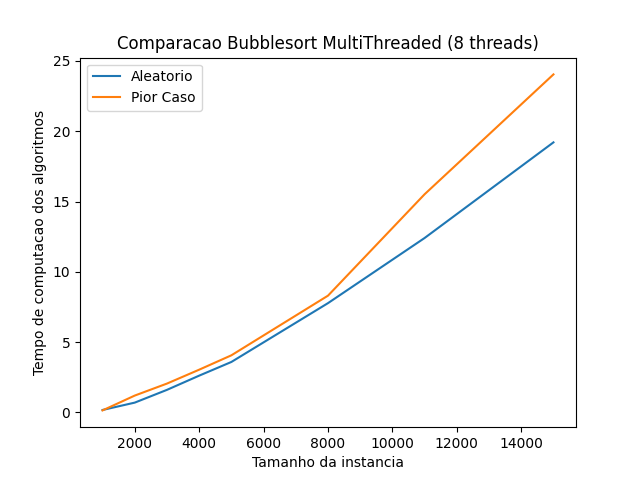 Comparacao Bubblesort MultiThreaded (8 threads)
Aleatorio
Pior Caso
Tempo de computacao dos algoritmos
25
20
15
10
5
0
2000 4000 6000 8000 10000 12000 14000
Tamanho da instancia